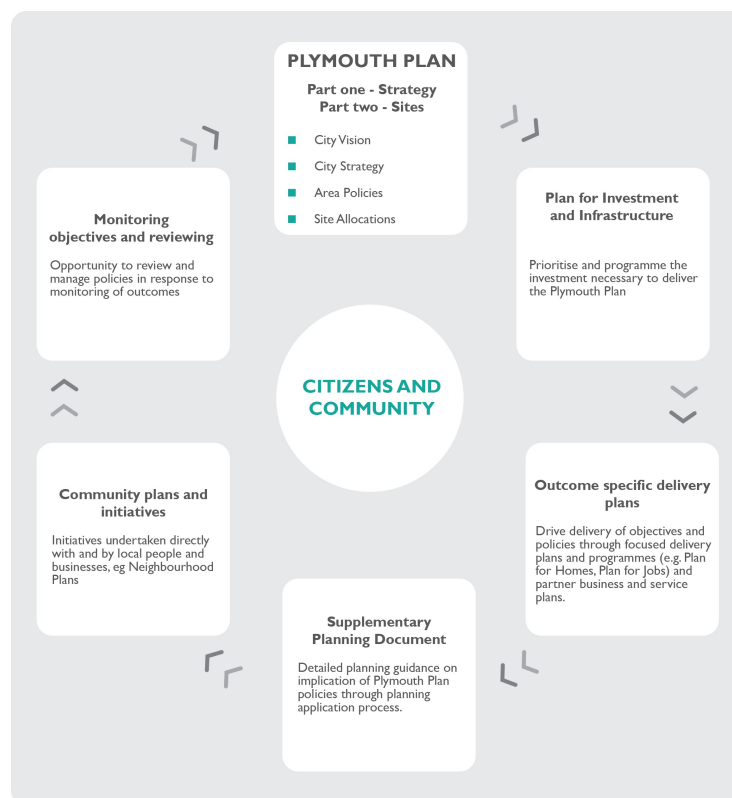 PLYMOUTH PLAN
Part one - Strategy
Part two - Sites
City Vision
City Strategy
Area Policies
Site Allocations
Plan for Investment
and Infrastructure
Prioritise and programme the
investment necessary to deliver
the Plymouth Plan
Outcome specific delivery
plans
Drive delivery of objectives and
policies through focused delivery
plans and programmes (e.g. Plan
for Homes, Plan for Jobs) and
partner business and service
plans.
Supplementary
Planning Document
Detailed planning guidance on
implication of Plymouth Plan
policies through planning
application process.
Community plans and
initiatives
Initiatives undertaken directly
with and by local people and
businesses, eg Neighbourhood
Plans
Monitoring
objectives and reviewing
Opportunity to review and
manage policies in response to
monitoring of outcomes
CITIZENS AND
COMMUNITY